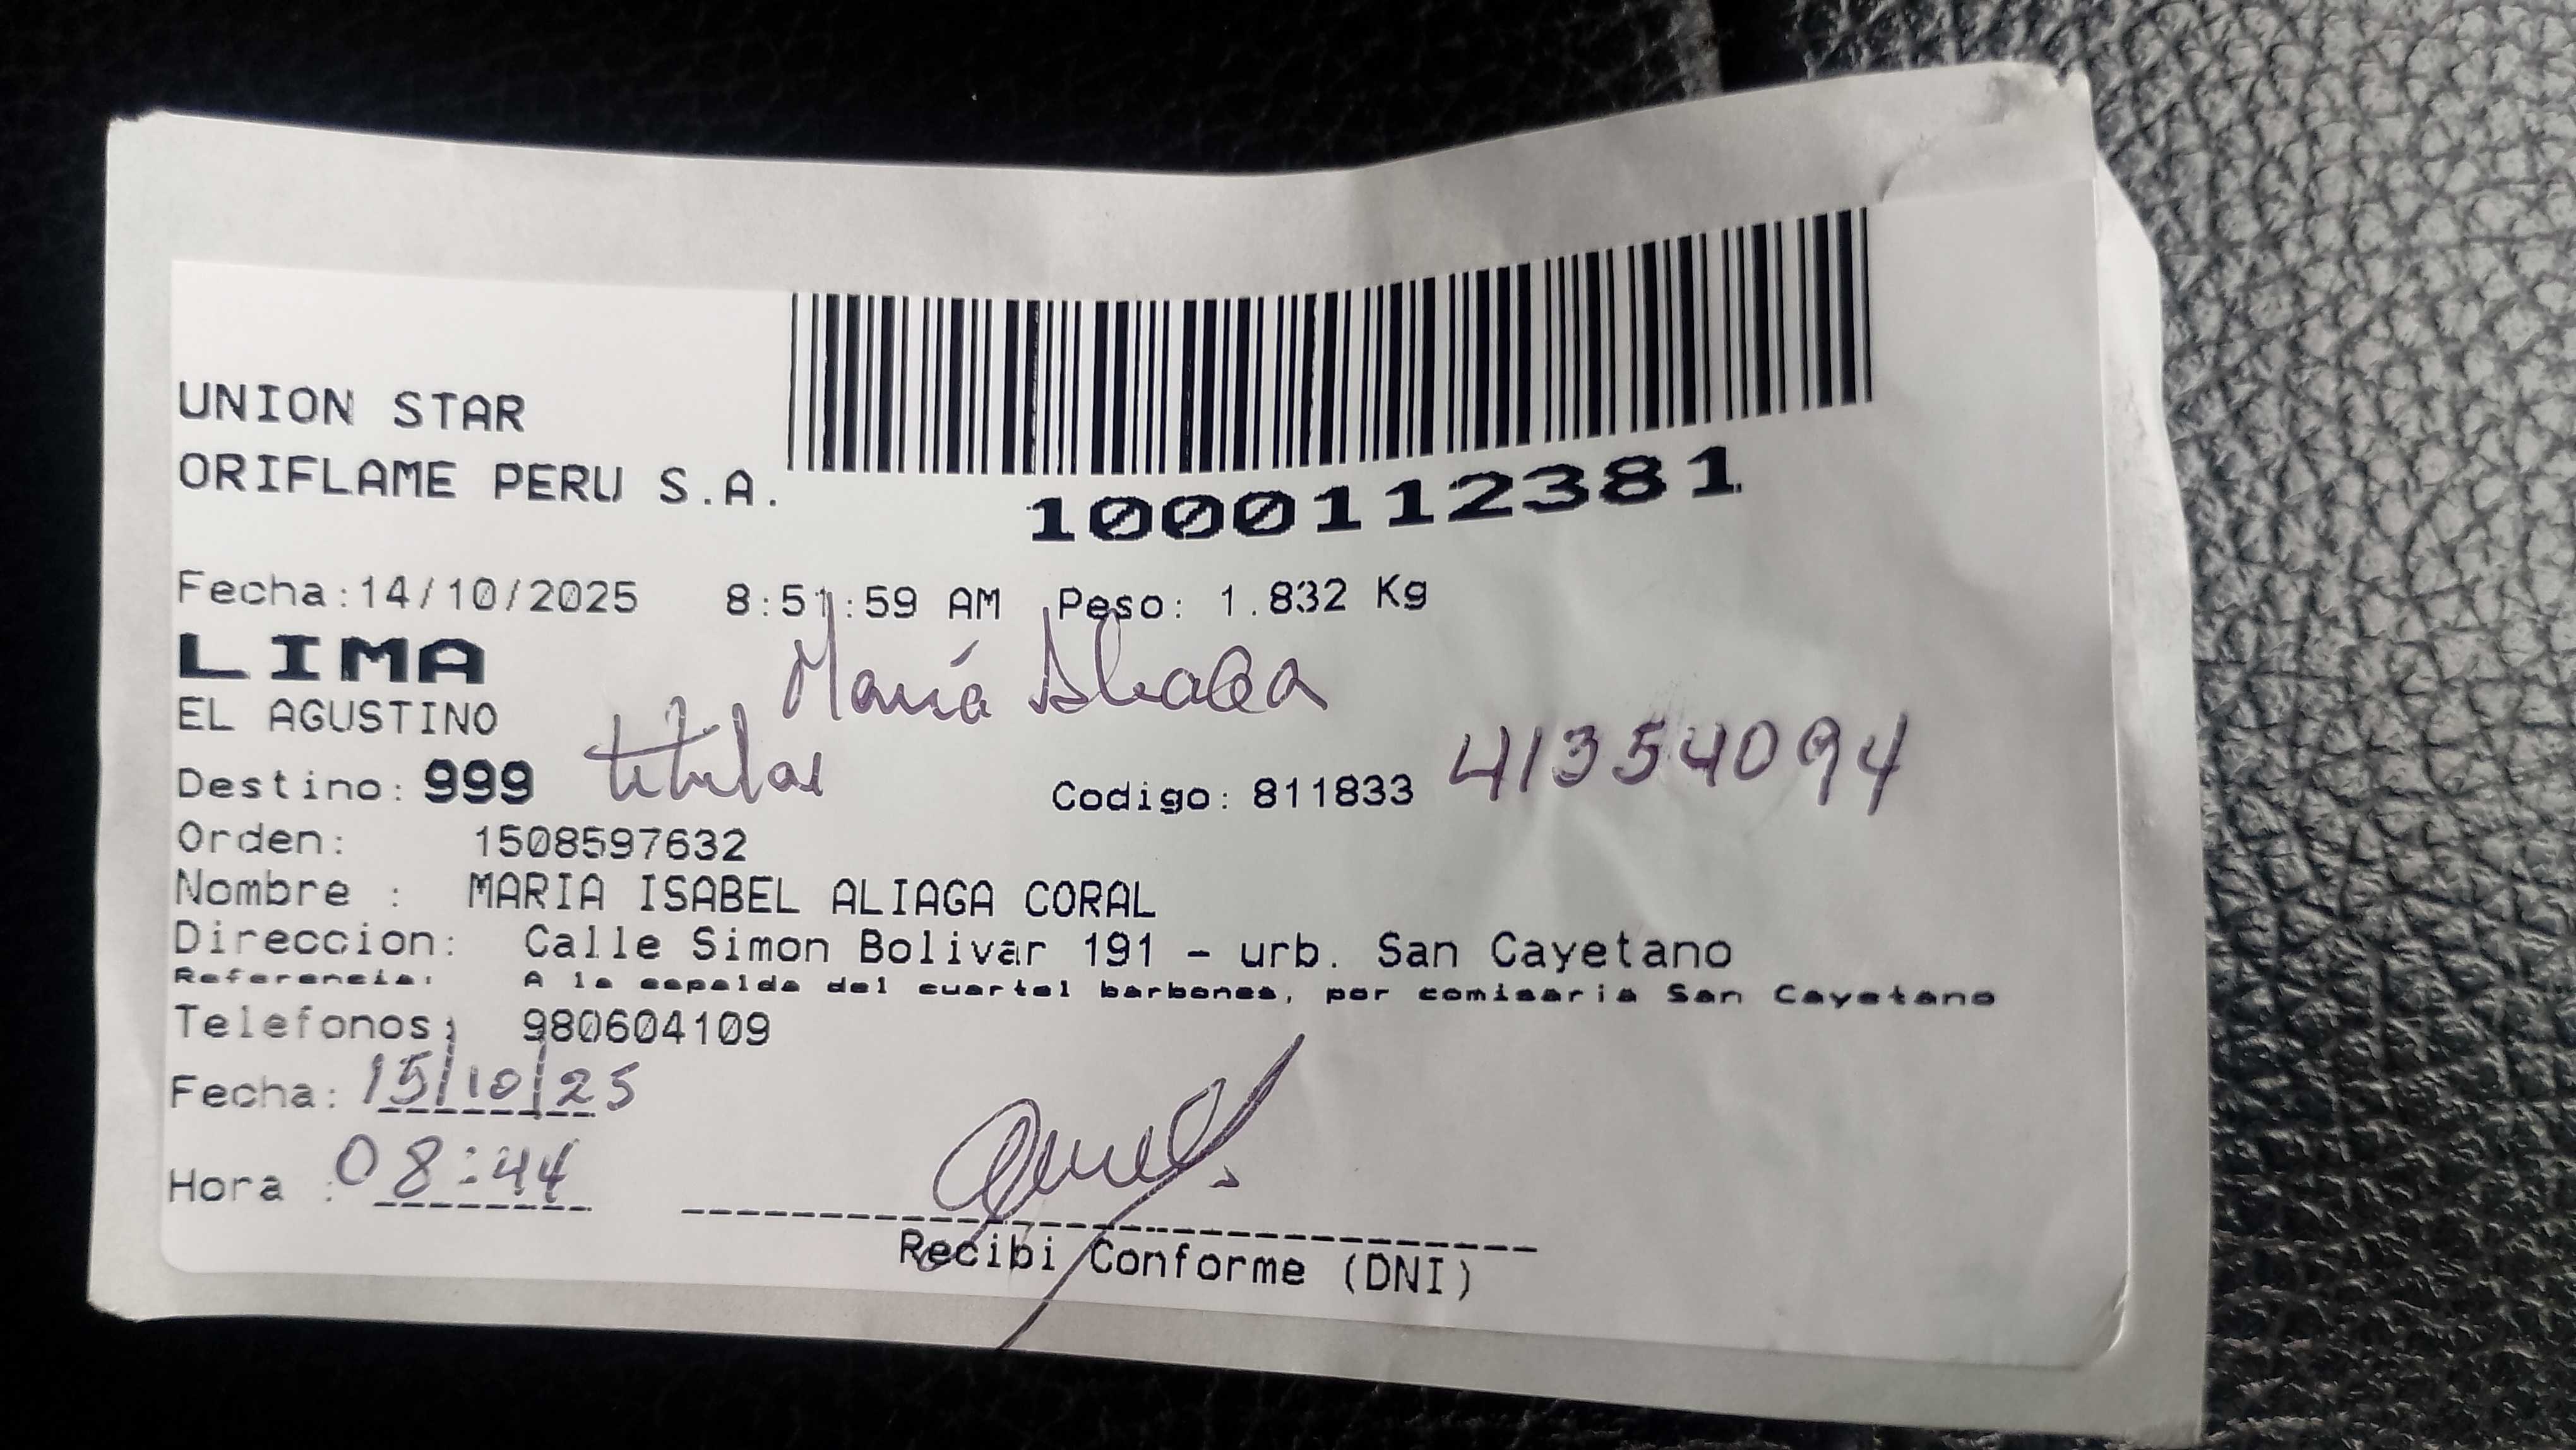 UNION STAR
ORIFLAME PERU S.A.
1000112381
Fecha:14/10/2025 8:51:59 AM Peso: 1.832 Kg
LIMA
María Aliaga
EL AGUSTINO
titular
41354094
Destino: 999 Codigo: 811833
Orden: 1508597632
Nombre : MARIA ISABEL ALIAGA CORAL
Direccion: Calle Simon Bolivar 191 - urb. San Cayetano
Referencia: A la espalda del cuartel barbones, por comisaria San Cayetano
Telefonos: 980604109
Fecha: 15/10/25
Hora : 08:44
Recibi Conforme (DNI)